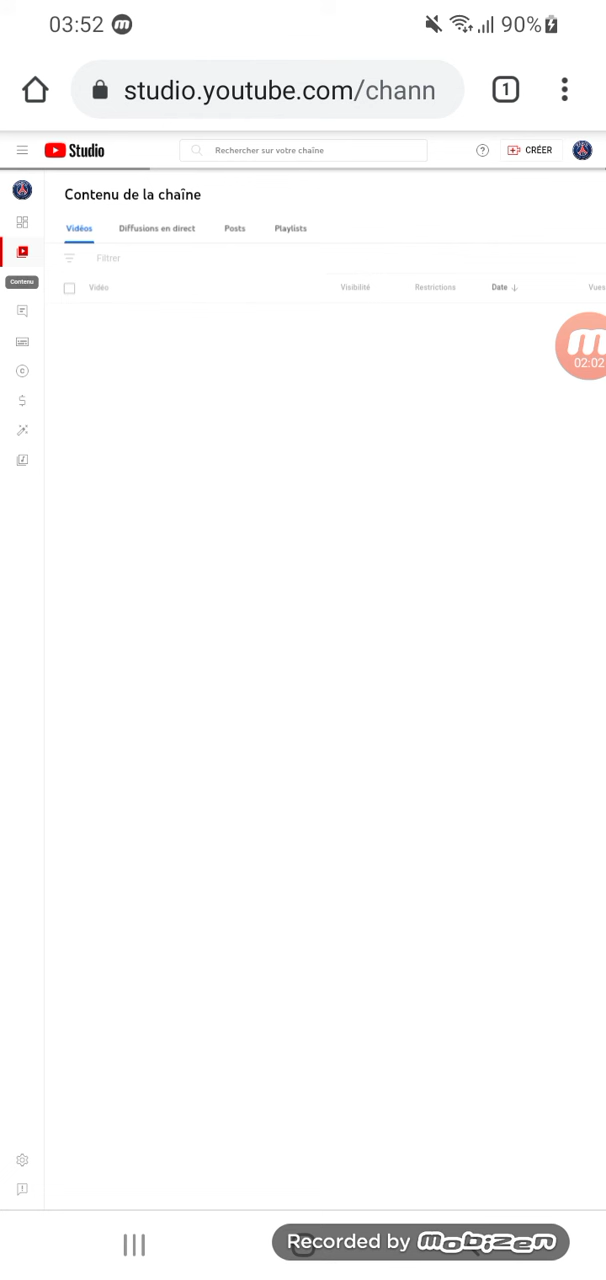 03:52 m 90%
studio.youtube.com/chann 1
Studio Rechercher sur votre chaîne ? CRÉER
Contenu de la chaîne
Vidéos Diffusions en direct Posts Playlists
Filtrer
Contenu
Vidéo Visibilité Restrictions Date ↓ Vues
m
02:02
Recorded by mobizen